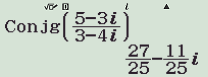 √▱ D i ▲
Conjg(5-3i/3-4i)
27/25-11/25i